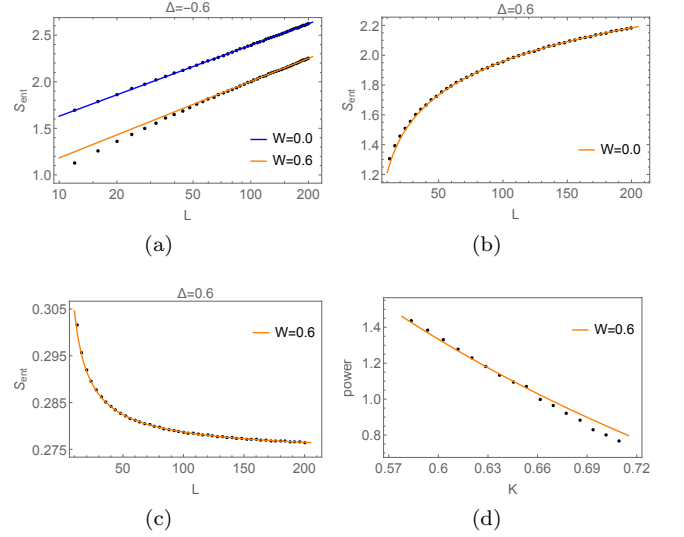 Δ=−0.6
2.5
2.0
1.5
1.0
S_ent
W=0.0
W=0.6
10 20 50 100 200
L
(a)
Δ=0.6
2.2
2.0
1.8
1.6
1.4
1.2
S_ent
W=0.0
50 100 150 200
L
(b)
Δ=0.6
0.305
0.295
0.285
0.275
S_ent
W=0.6
50 100 150 200
L
(c)
1.4
1.2
1.0
0.8
power
W=0.6
0.57 0.6 0.63 0.66 0.69 0.72
K
(d)